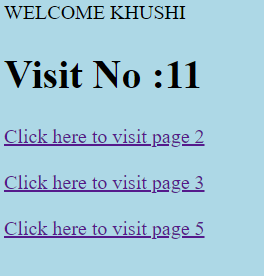 WELCOME KHUSHI
Visit No :11
Click here to visit page 2
Click here to visit page 3
Click here to visit page 5